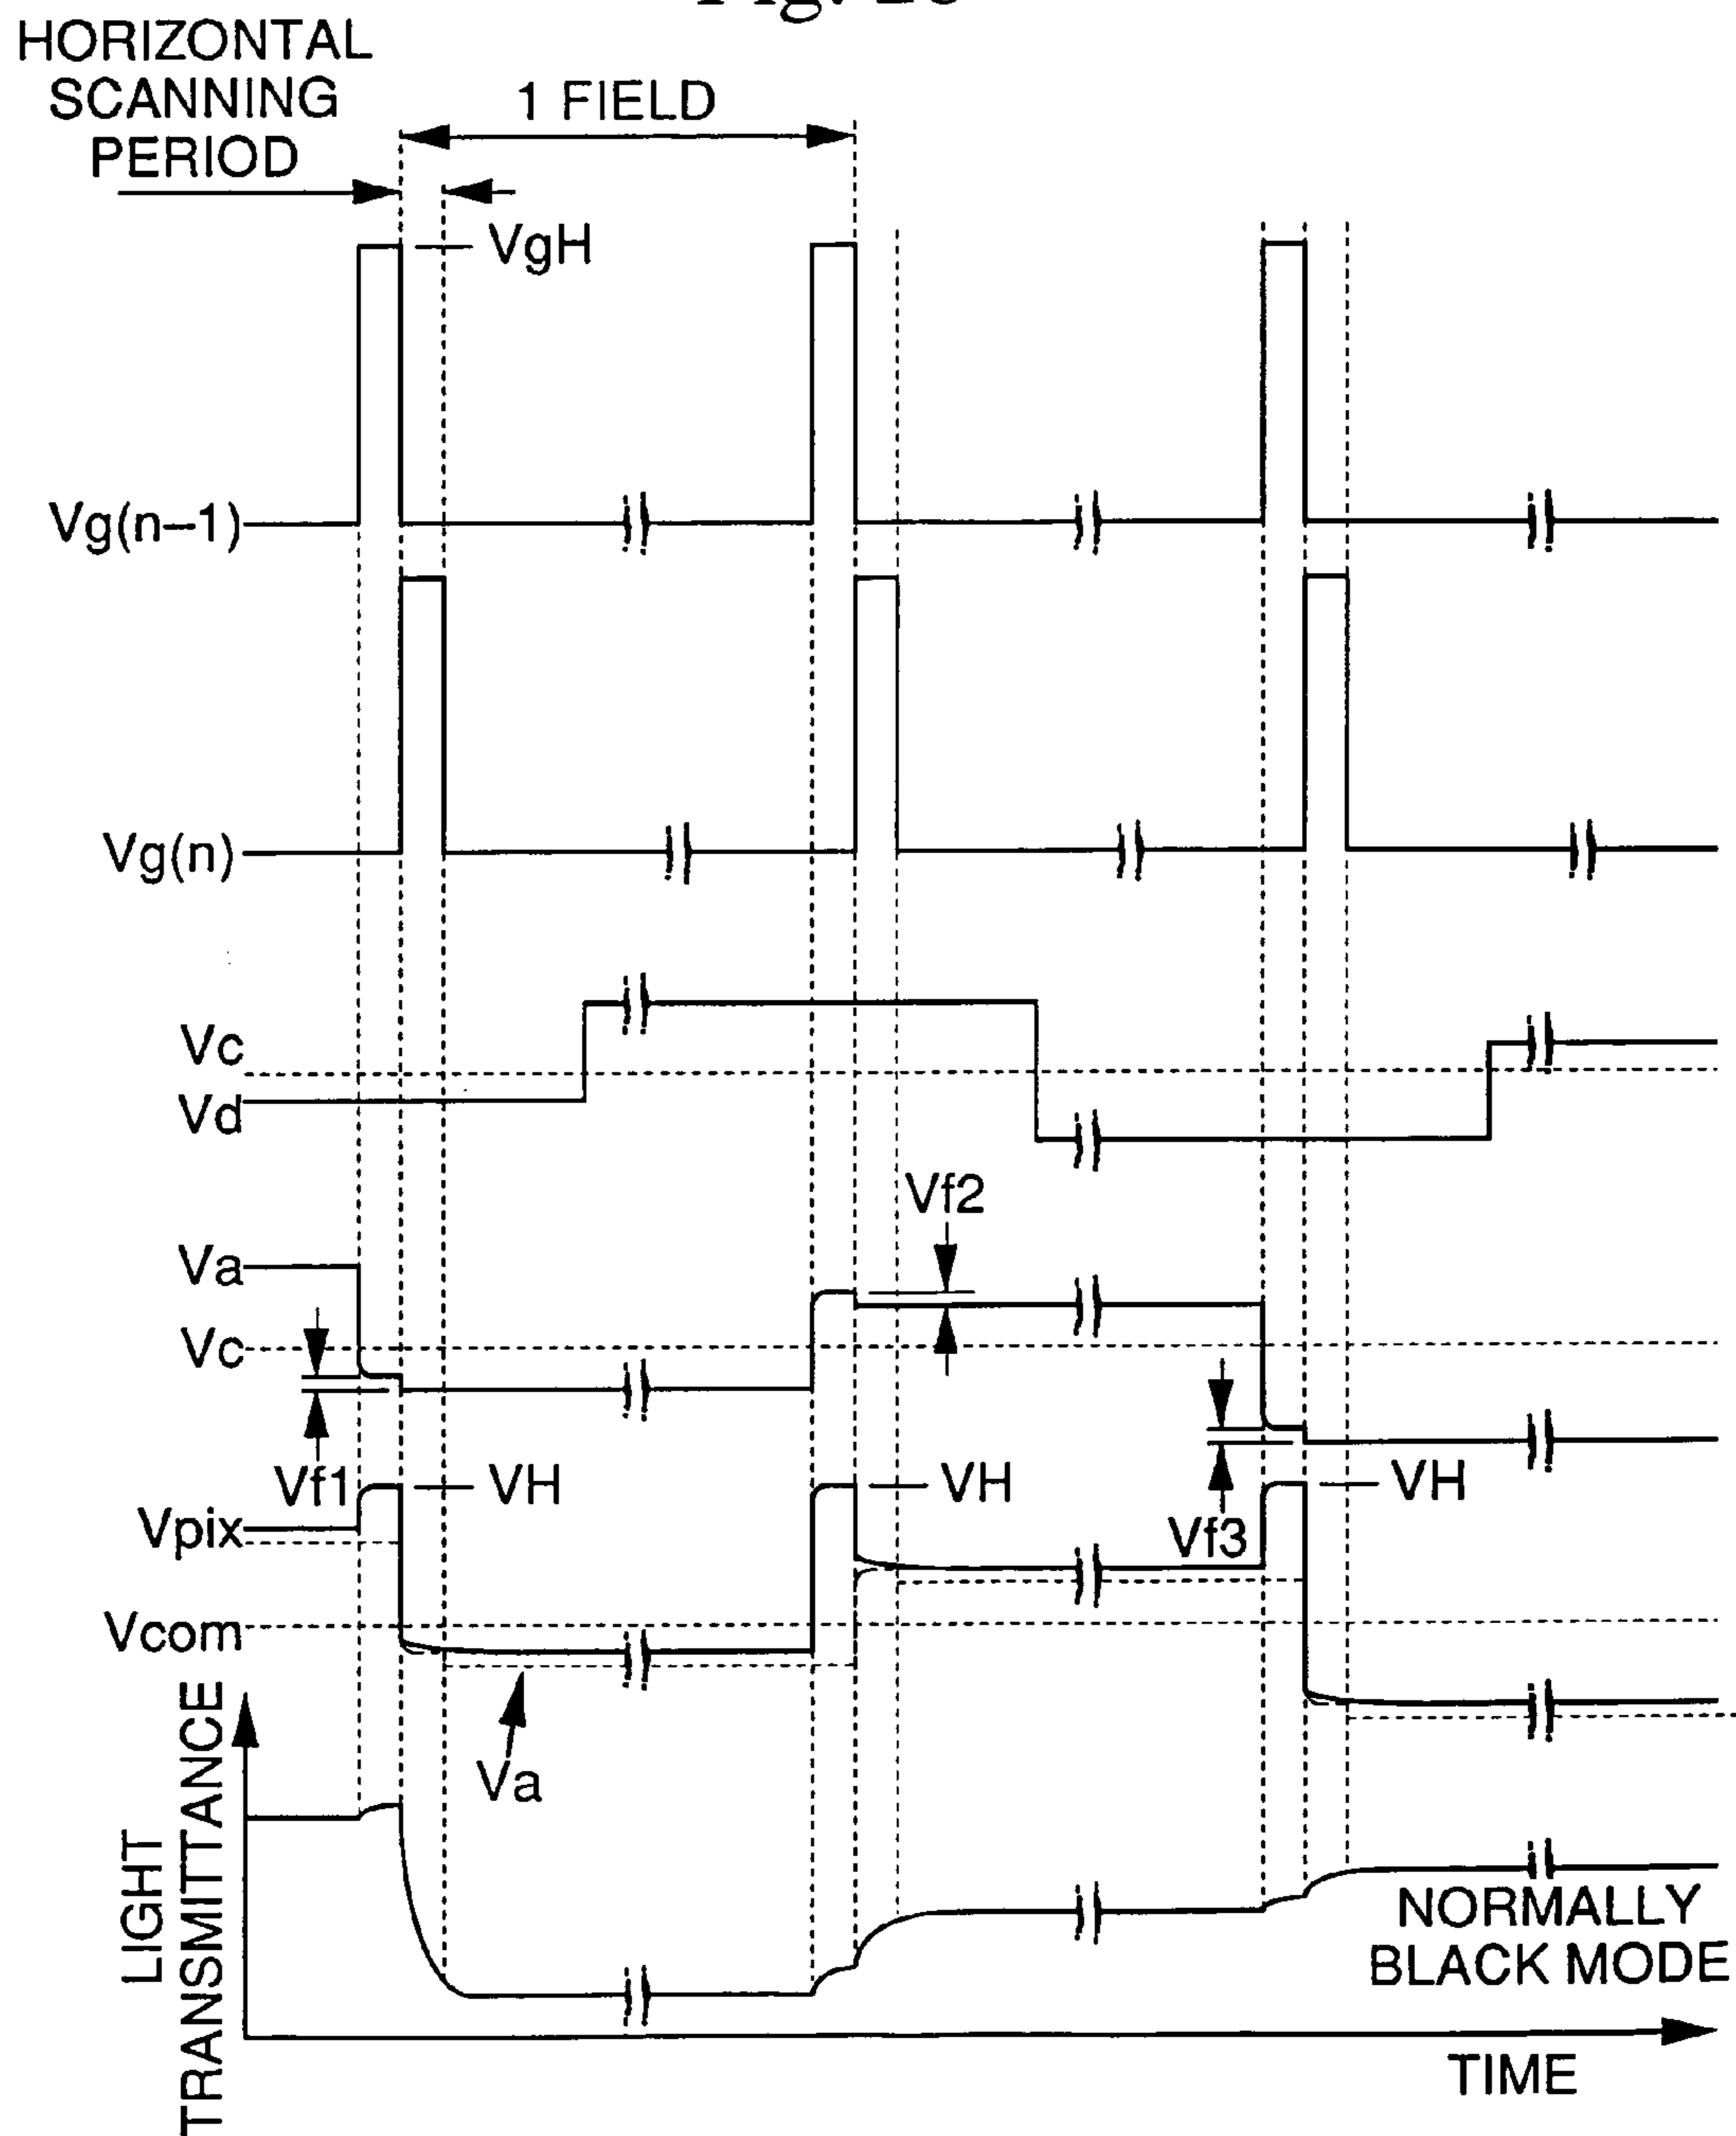 HORIZONTAL
SCANNING
PERIOD
1 FIELD
VgH
Vg(n–1)
Vg(n)
Vc
Vd
Vf2
Va
Vc
Vf1
VH
VH
VH
Vf3
Vpix
Vcom
Va
LIGHT
TRANSMITTANCE
NORMALLY
BLACK MODE
TIME